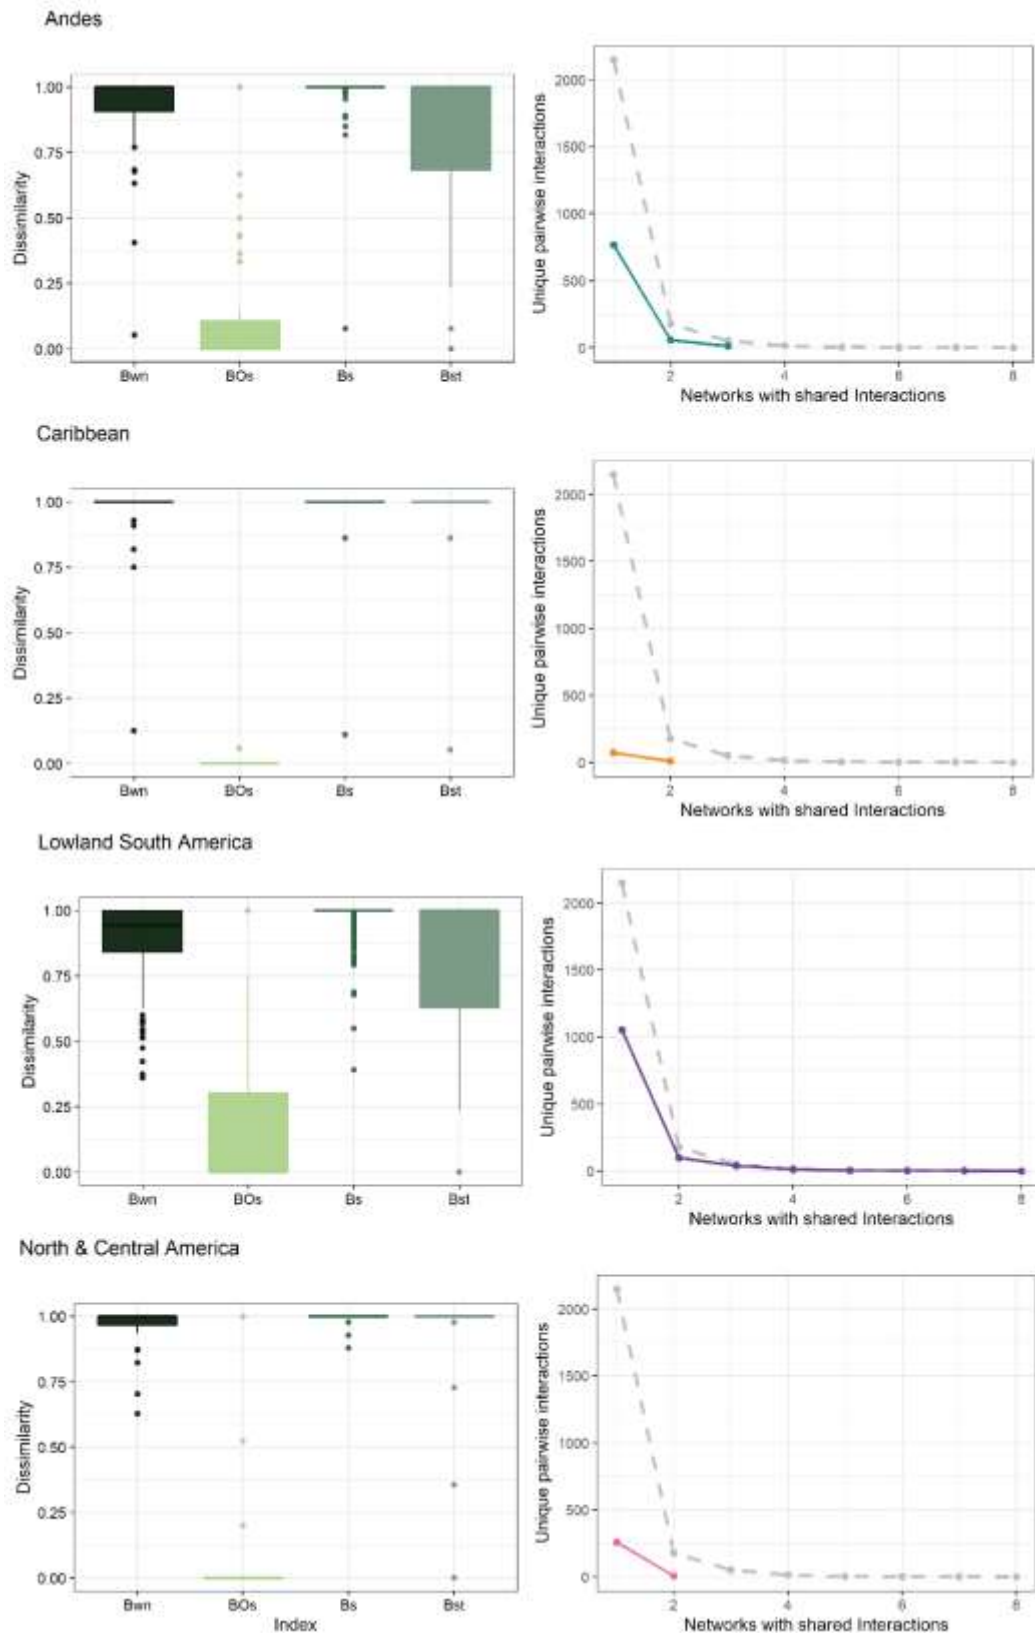 Andes
Dissimilarity
1.00
0.75
0.50
0.25
0.00
Bwn BOs Bs Bst
Unique pairwise interactions
2000
1500
1000
500
0
2 4 6 8
Networks with shared Interactions
Caribbean
Dissimilarity
1.00
0.75
0.50
0.25
0.00
Bwn BOs Bs Bst
Unique pairwise interactions
2000
1500
1000
500
0
2 4 6 8
Networks with shared Interactions
Lowland South America
Dissimilarity
1.00
0.75
0.50
0.25
0.00
Bwn BOs Bs Bst
Unique pairwise interactions
2000
1500
1000
500
0
2 4 6 8
Networks with shared Interactions
North & Central America
Dissimilarity
1.00
0.75
0.50
0.25
0.00
Bwn BOs Bs Bst
Index
Unique pairwise interactions
2000
1500
1000
500
0
2 4 6 8
Networks with shared Interactions